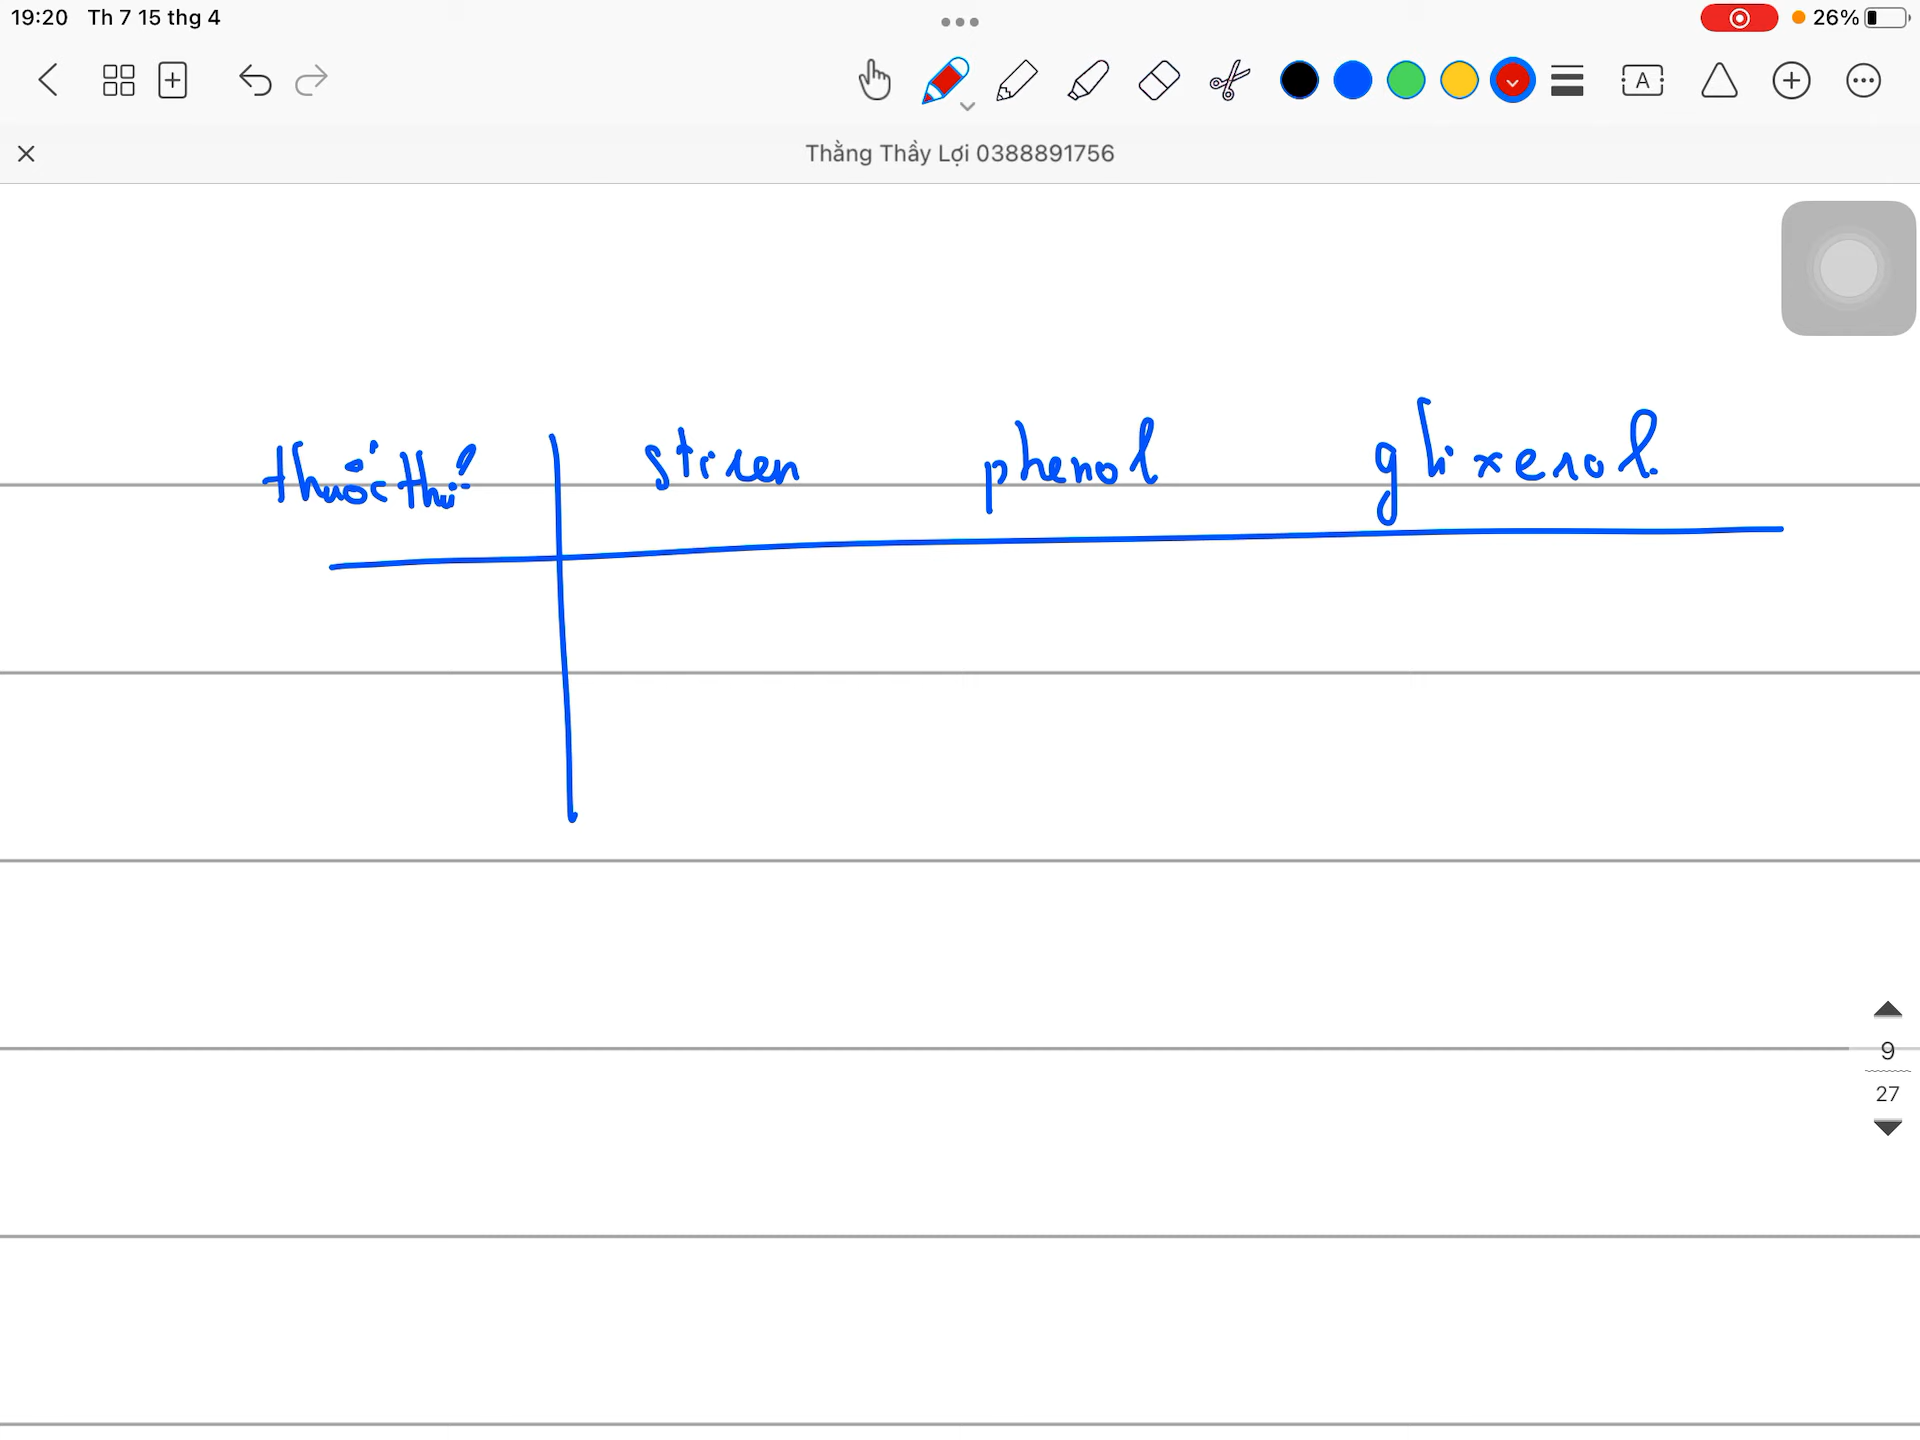 19:20 Th 7 15 thg 4 26%
A
Thằng Thầy Lợi 0388891756
thuốc thử stiren phenol glixerol
9
27